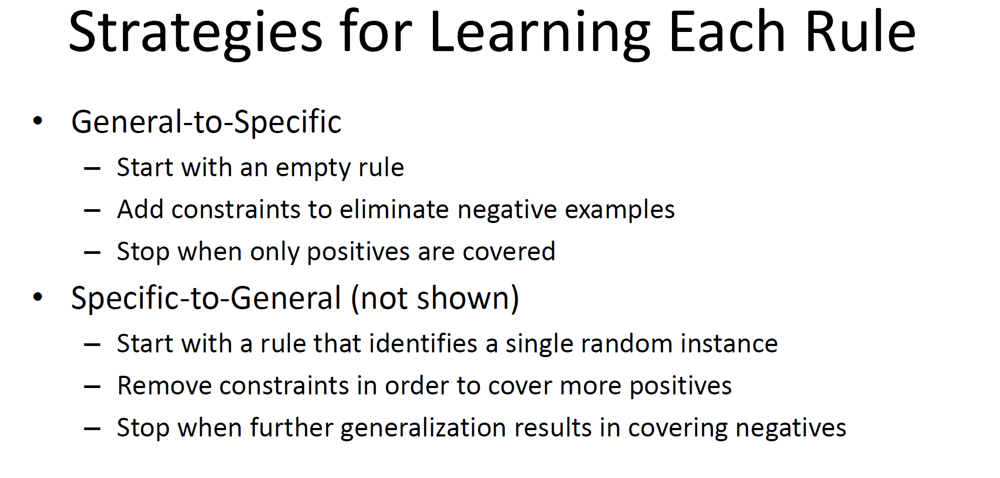 Strategies for Learning Each Rule
• General-to-Specific
– Start with an empty rule
– Add constraints to eliminate negative examples
– Stop when only positives are covered
• Specific-to-General (not shown)
– Start with a rule that identifies a single random instance
– Remove constraints in order to cover more positives
– Stop when further generalization results in covering negatives